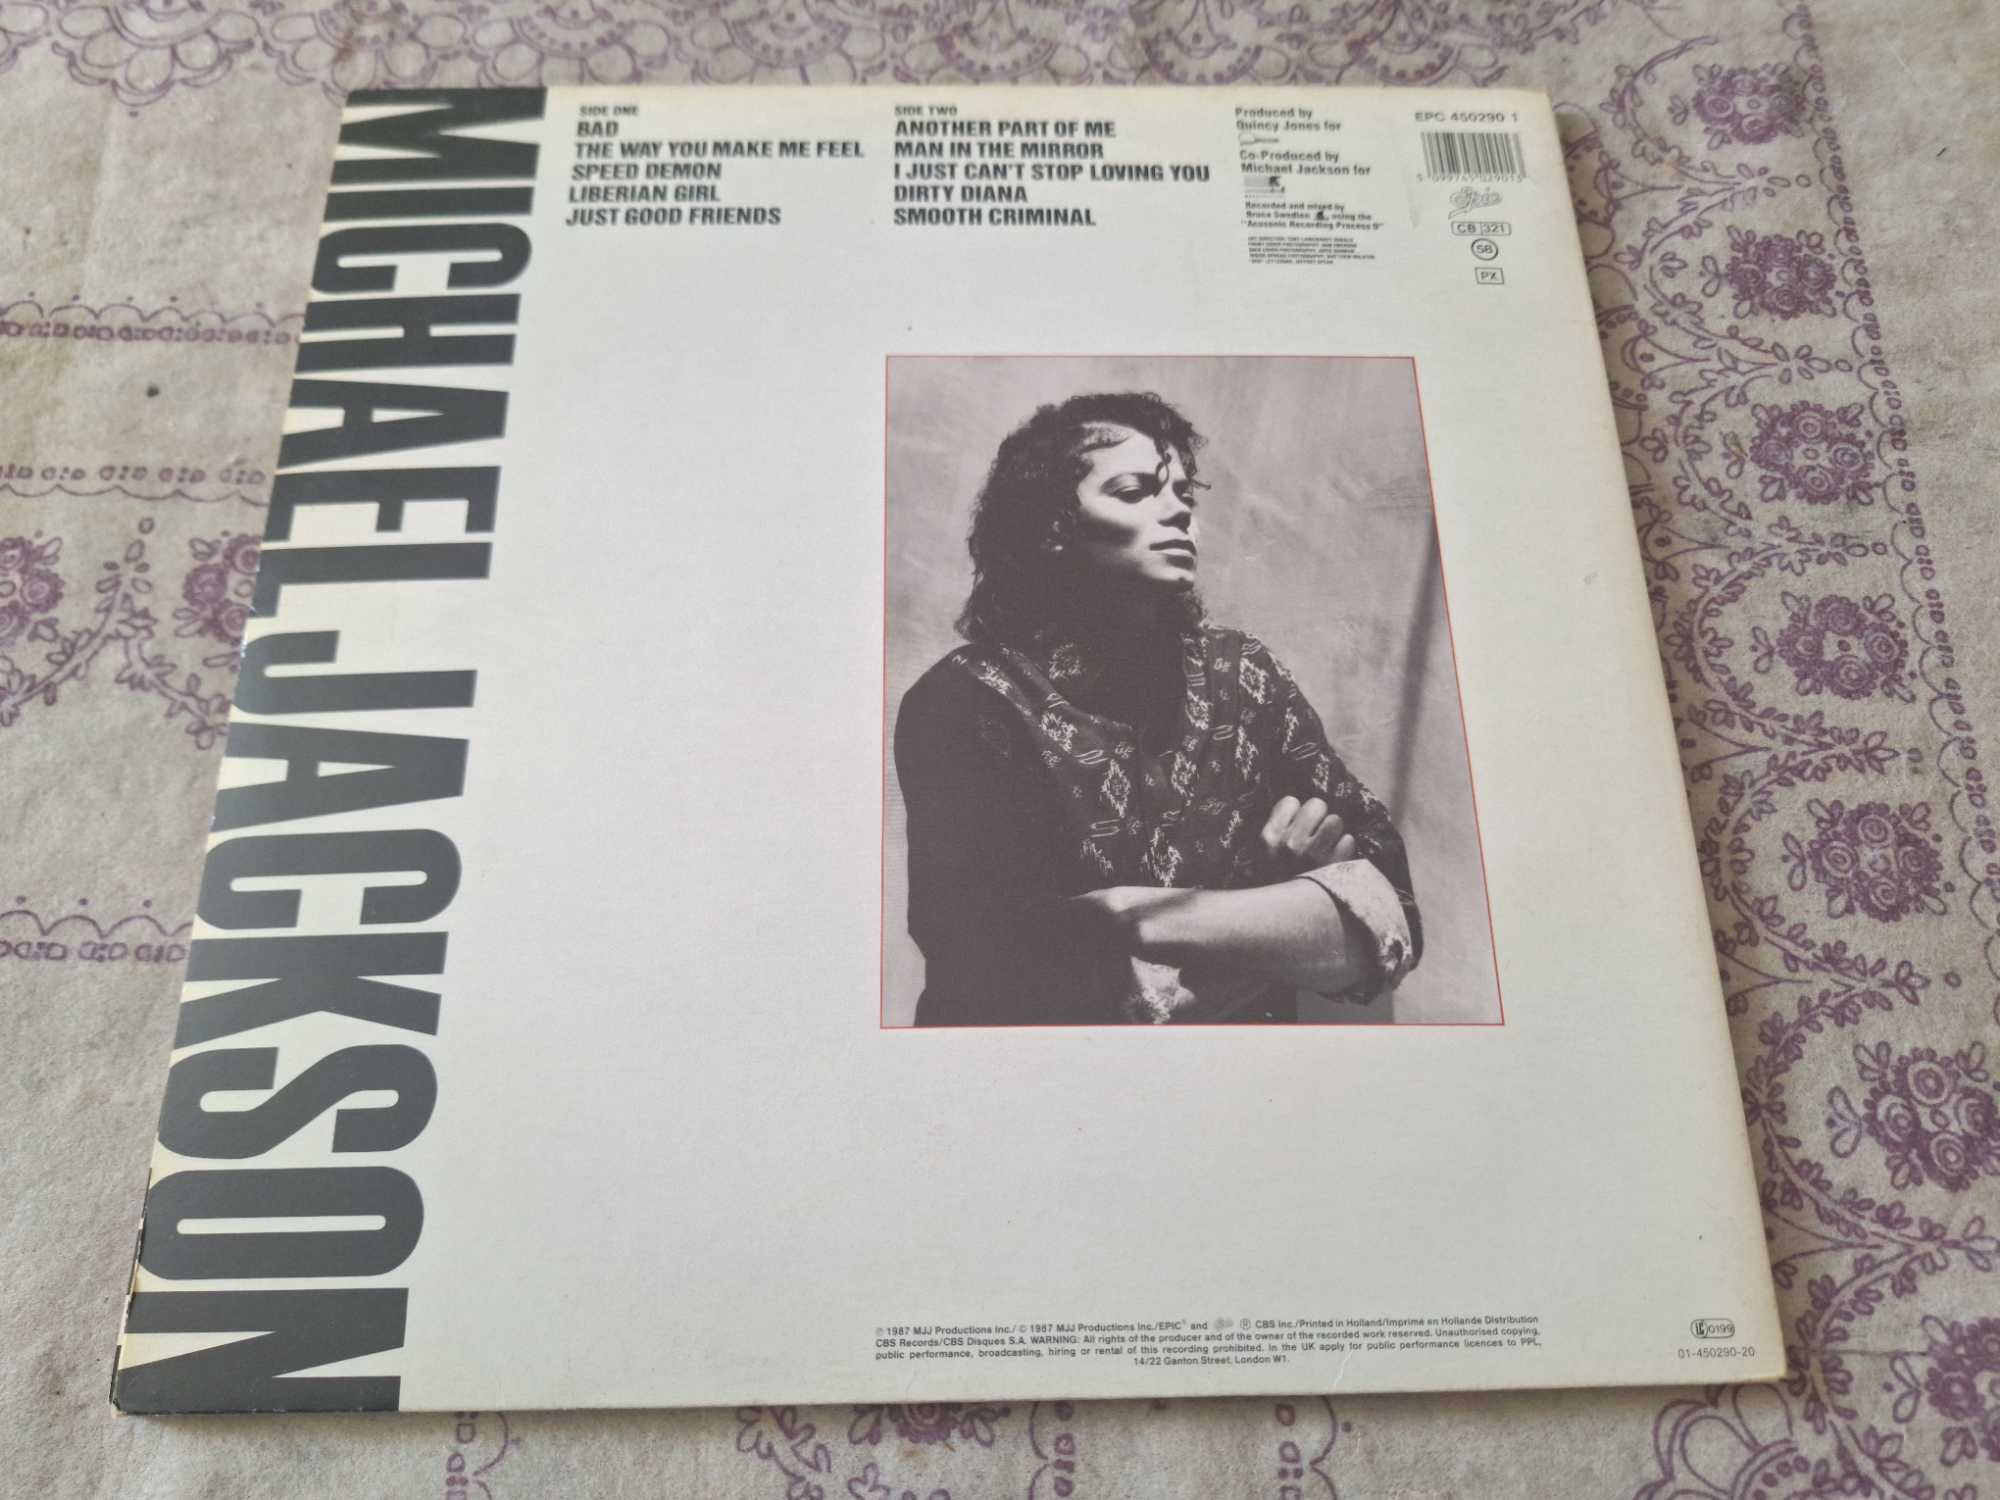 MICHAEL JACKSON
SIDE ONE
BAD
THE WAY YOU MAKE ME FEEL
SPEED DEMON
LIBERIAN GIRL
JUST GOOD FRIENDS
SIDE TWO
ANOTHER PART OF ME
MAN IN THE MIRROR
I JUST CAN'T STOP LOVING YOU
DIRTY DIANA
SMOOTH CRIMINAL
Produced by
Quincy Jones for
Co-Produced by
Michael Jackson for
Recorded and mixed by
Bruce Swedien using the
"Acusonic Recording Process"
EPC 450290 1
Epic
CB 321
58
PX
℗ 1987 MJJ Productions Inc./ © 1987 MJJ Productions Inc./EPIC® and ® CBS Inc./Printed in Holland/Imprimé en Hollande Distribution
CBS Records/CBS Disques S.A. WARNING: All rights of the producer and of the owner of the recorded work reserved. Unauthorised copying,
public performance, broadcasting, hiring or rental of this recording prohibited. In the UK apply for public performance licences to PPL,
14/22 Ganton Street, London W1.
LC 0199
01-450290-20